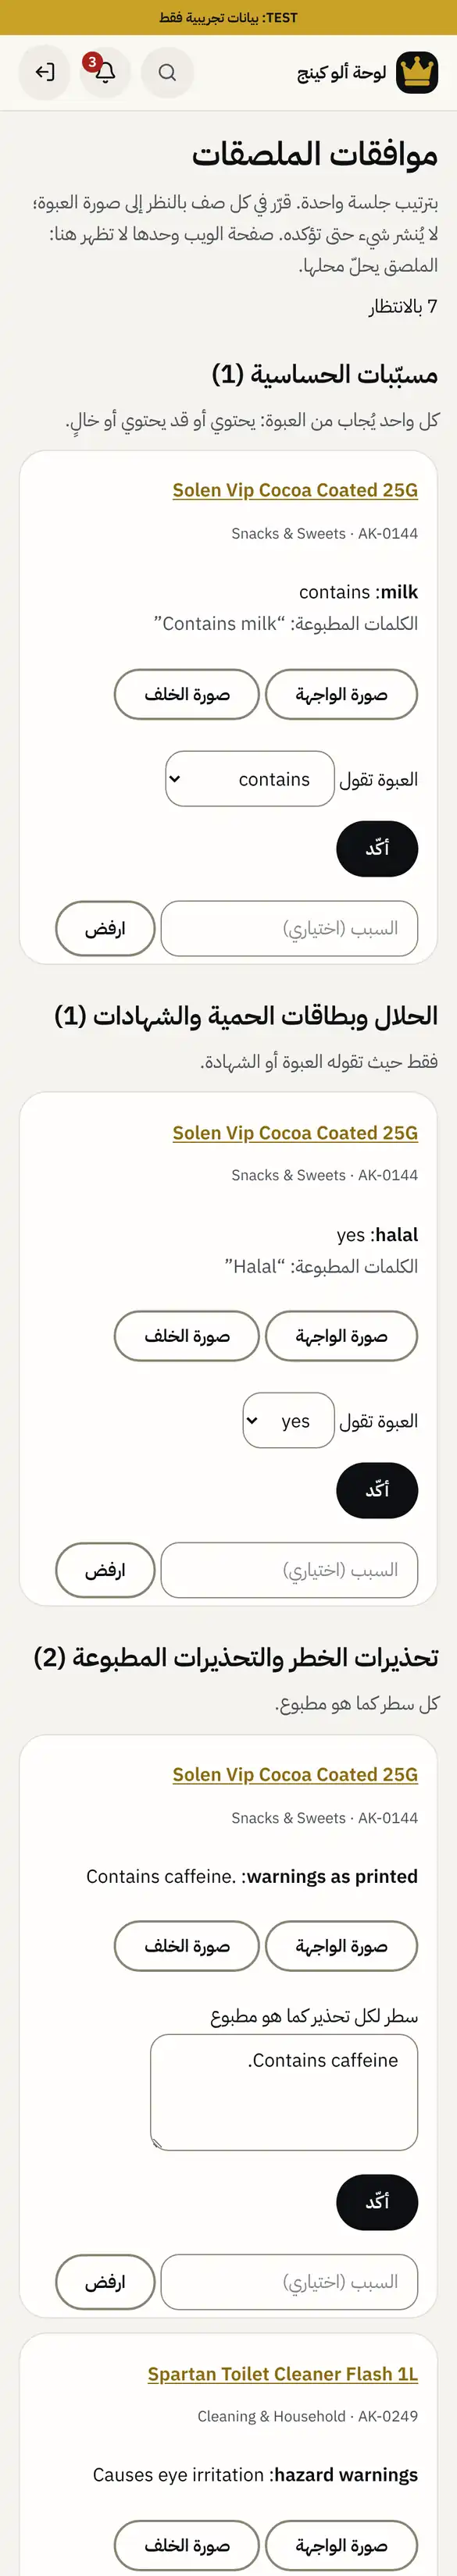 TEST: بيانات تجريبية فقط
لوحة ألو كينج
3
موافقات الملصقات
بترتيب جلسة واحدة. قرّر في كل صف بالنظر إلى صورة العبوة؛
لا يُنشر شيء حتى تؤكده. صفحة الويب وحدها لا تظهر هنا:
الملصق يحلّ محلها.
7 بالانتظار
مسبّبات الحساسية (1)
كل واحد يُجاب من العبوة: يحتوي أو قد يحتوي أو خالٍ.
Solen Vip Cocoa Coated 25G
Snacks & Sweets · AK-0144
milk: contains
الكلمات المطبوعة: “Contains milk”
صورة الواجهة
صورة الخلف
العبوة تقول
contains
أكّد
السبب (اختياري)
ارفض
الحلال وبطاقات الحمية والشهادات (1)
فقط حيث تقوله العبوة أو الشهادة.
Solen Vip Cocoa Coated 25G
Snacks & Sweets · AK-0144
halal: yes
الكلمات المطبوعة: “Halal”
صورة الواجهة
صورة الخلف
العبوة تقول
yes
أكّد
السبب (اختياري)
ارفض
تحذيرات الخطر والتحذيرات المطبوعة (2)
كل سطر كما هو مطبوع.
Solen Vip Cocoa Coated 25G
Snacks & Sweets · AK-0144
warnings as printed: Contains caffeine.
صورة الواجهة
صورة الخلف
سطر لكل تحذير كما هو مطبوع
Contains caffeine.
أكّد
السبب (اختياري)
ارفض
Spartan Toilet Cleaner Flash 1L
Cleaning & Household · AK-0249
hazard warnings: Causes eye irritation
صورة الواجهة
صورة الخلف